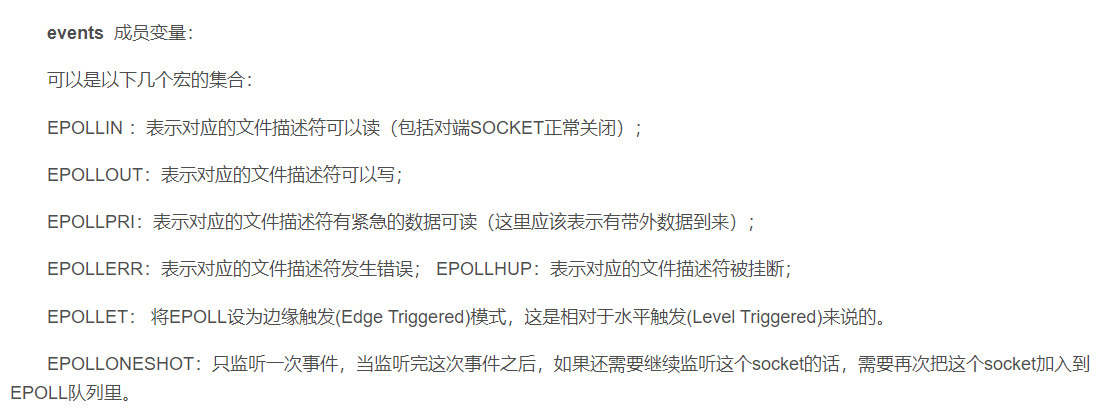 events 成员变量：
可以是以下几个宏的集合：
EPOLLIN ：表示对应的文件描述符可以读（包括对端SOCKET正常关闭）；
EPOLLOUT：表示对应的文件描述符可以写；
EPOLLPRI：表示对应的文件描述符有紧急的数据可读（这里应该表示有带外数据到来）；
EPOLLERR：表示对应的文件描述符发生错误； EPOLLHUP：表示对应的文件描述符被挂断；
EPOLLET： 将EPOLL设为边缘触发(Edge Triggered)模式，这是相对于水平触发(Level Triggered)来说的。
EPOLLONESHOT：只监听一次事件，当监听完这次事件之后，如果还需要继续监听这个socket的话，需要再次把这个socket加入到
EPOLL队列里。